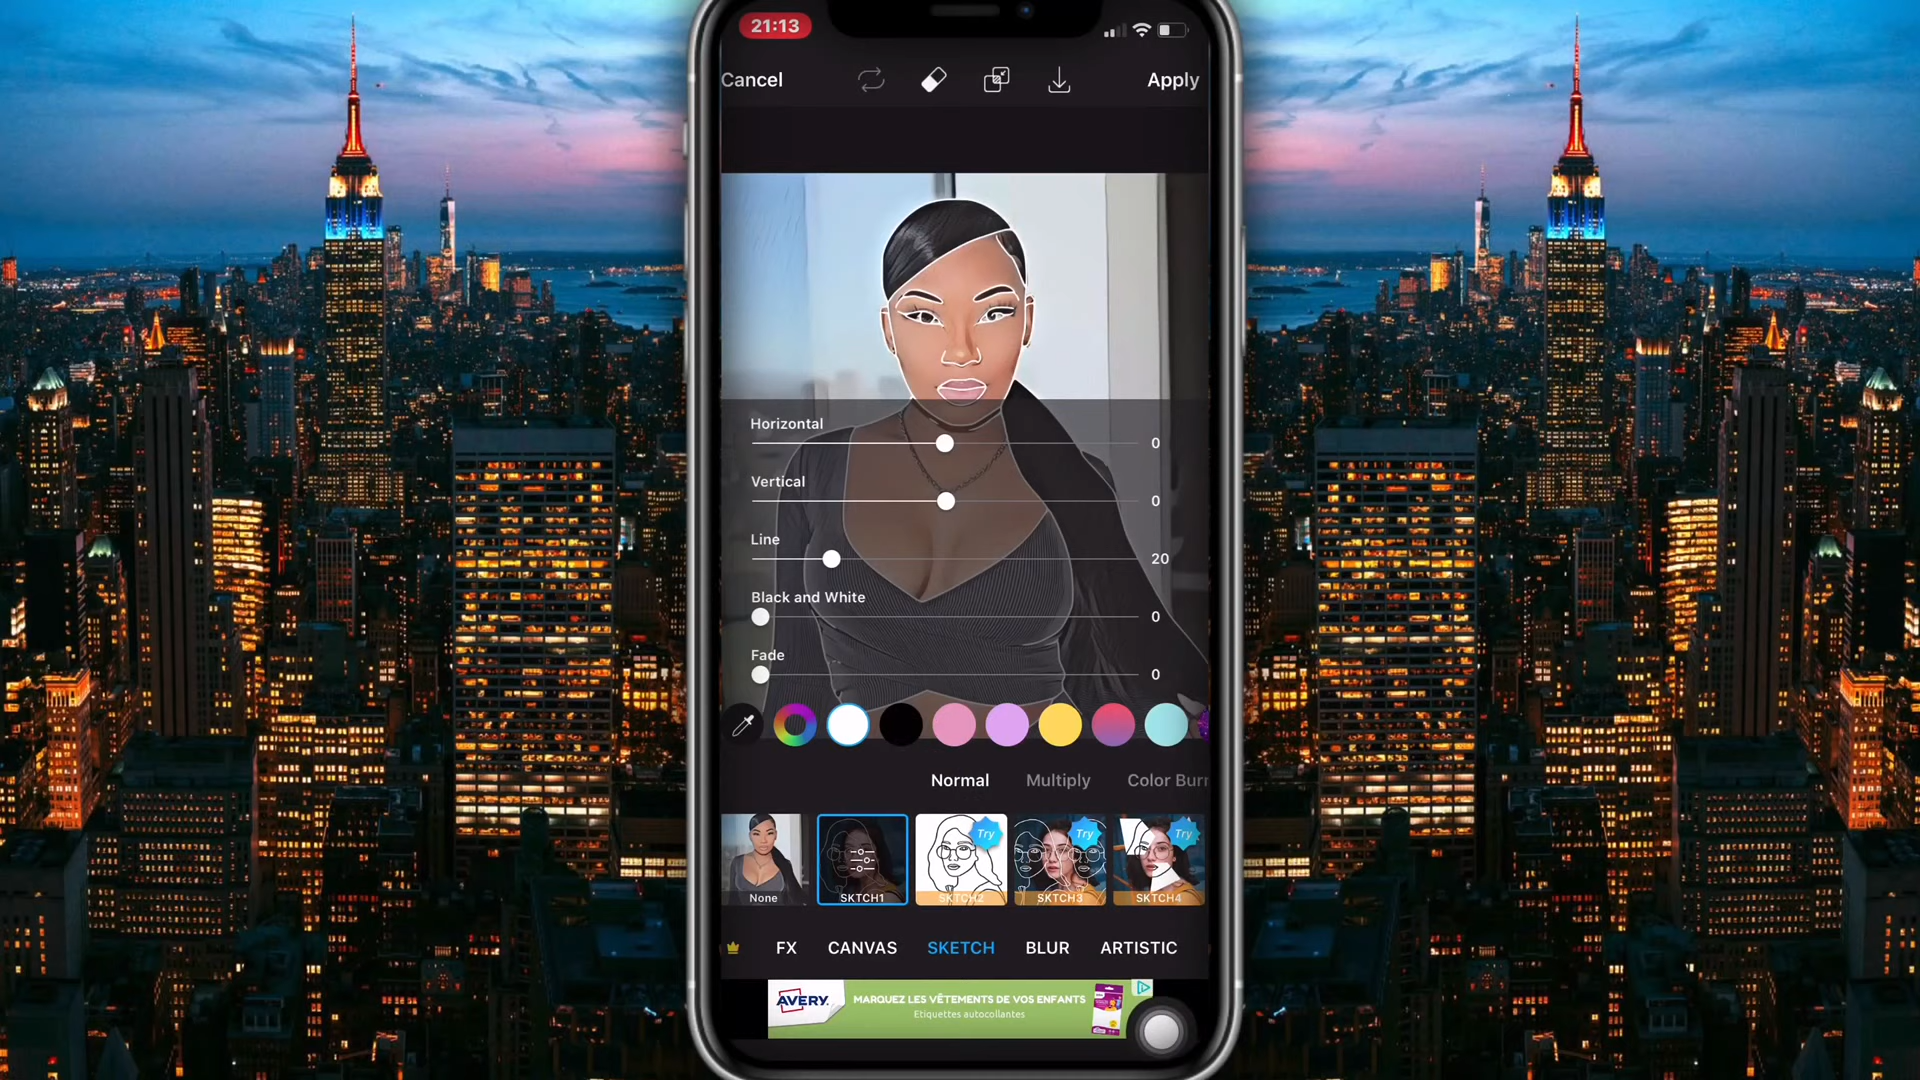 21:13
Cancel
Apply
Horizontal
0
Vertical
0
Line
20
Black and White
0
Fade
0
Normal Multiply Color Burn
Try Try Try
None SKTCH1 SKTCH2 SKTCH3 SKTCH4
FX CANVAS SKETCH BLUR ARTISTIC
AVERY MARQUEZ LES VÊTEMENTS DE VOS ENFANTS
Etiquettes autocollantes